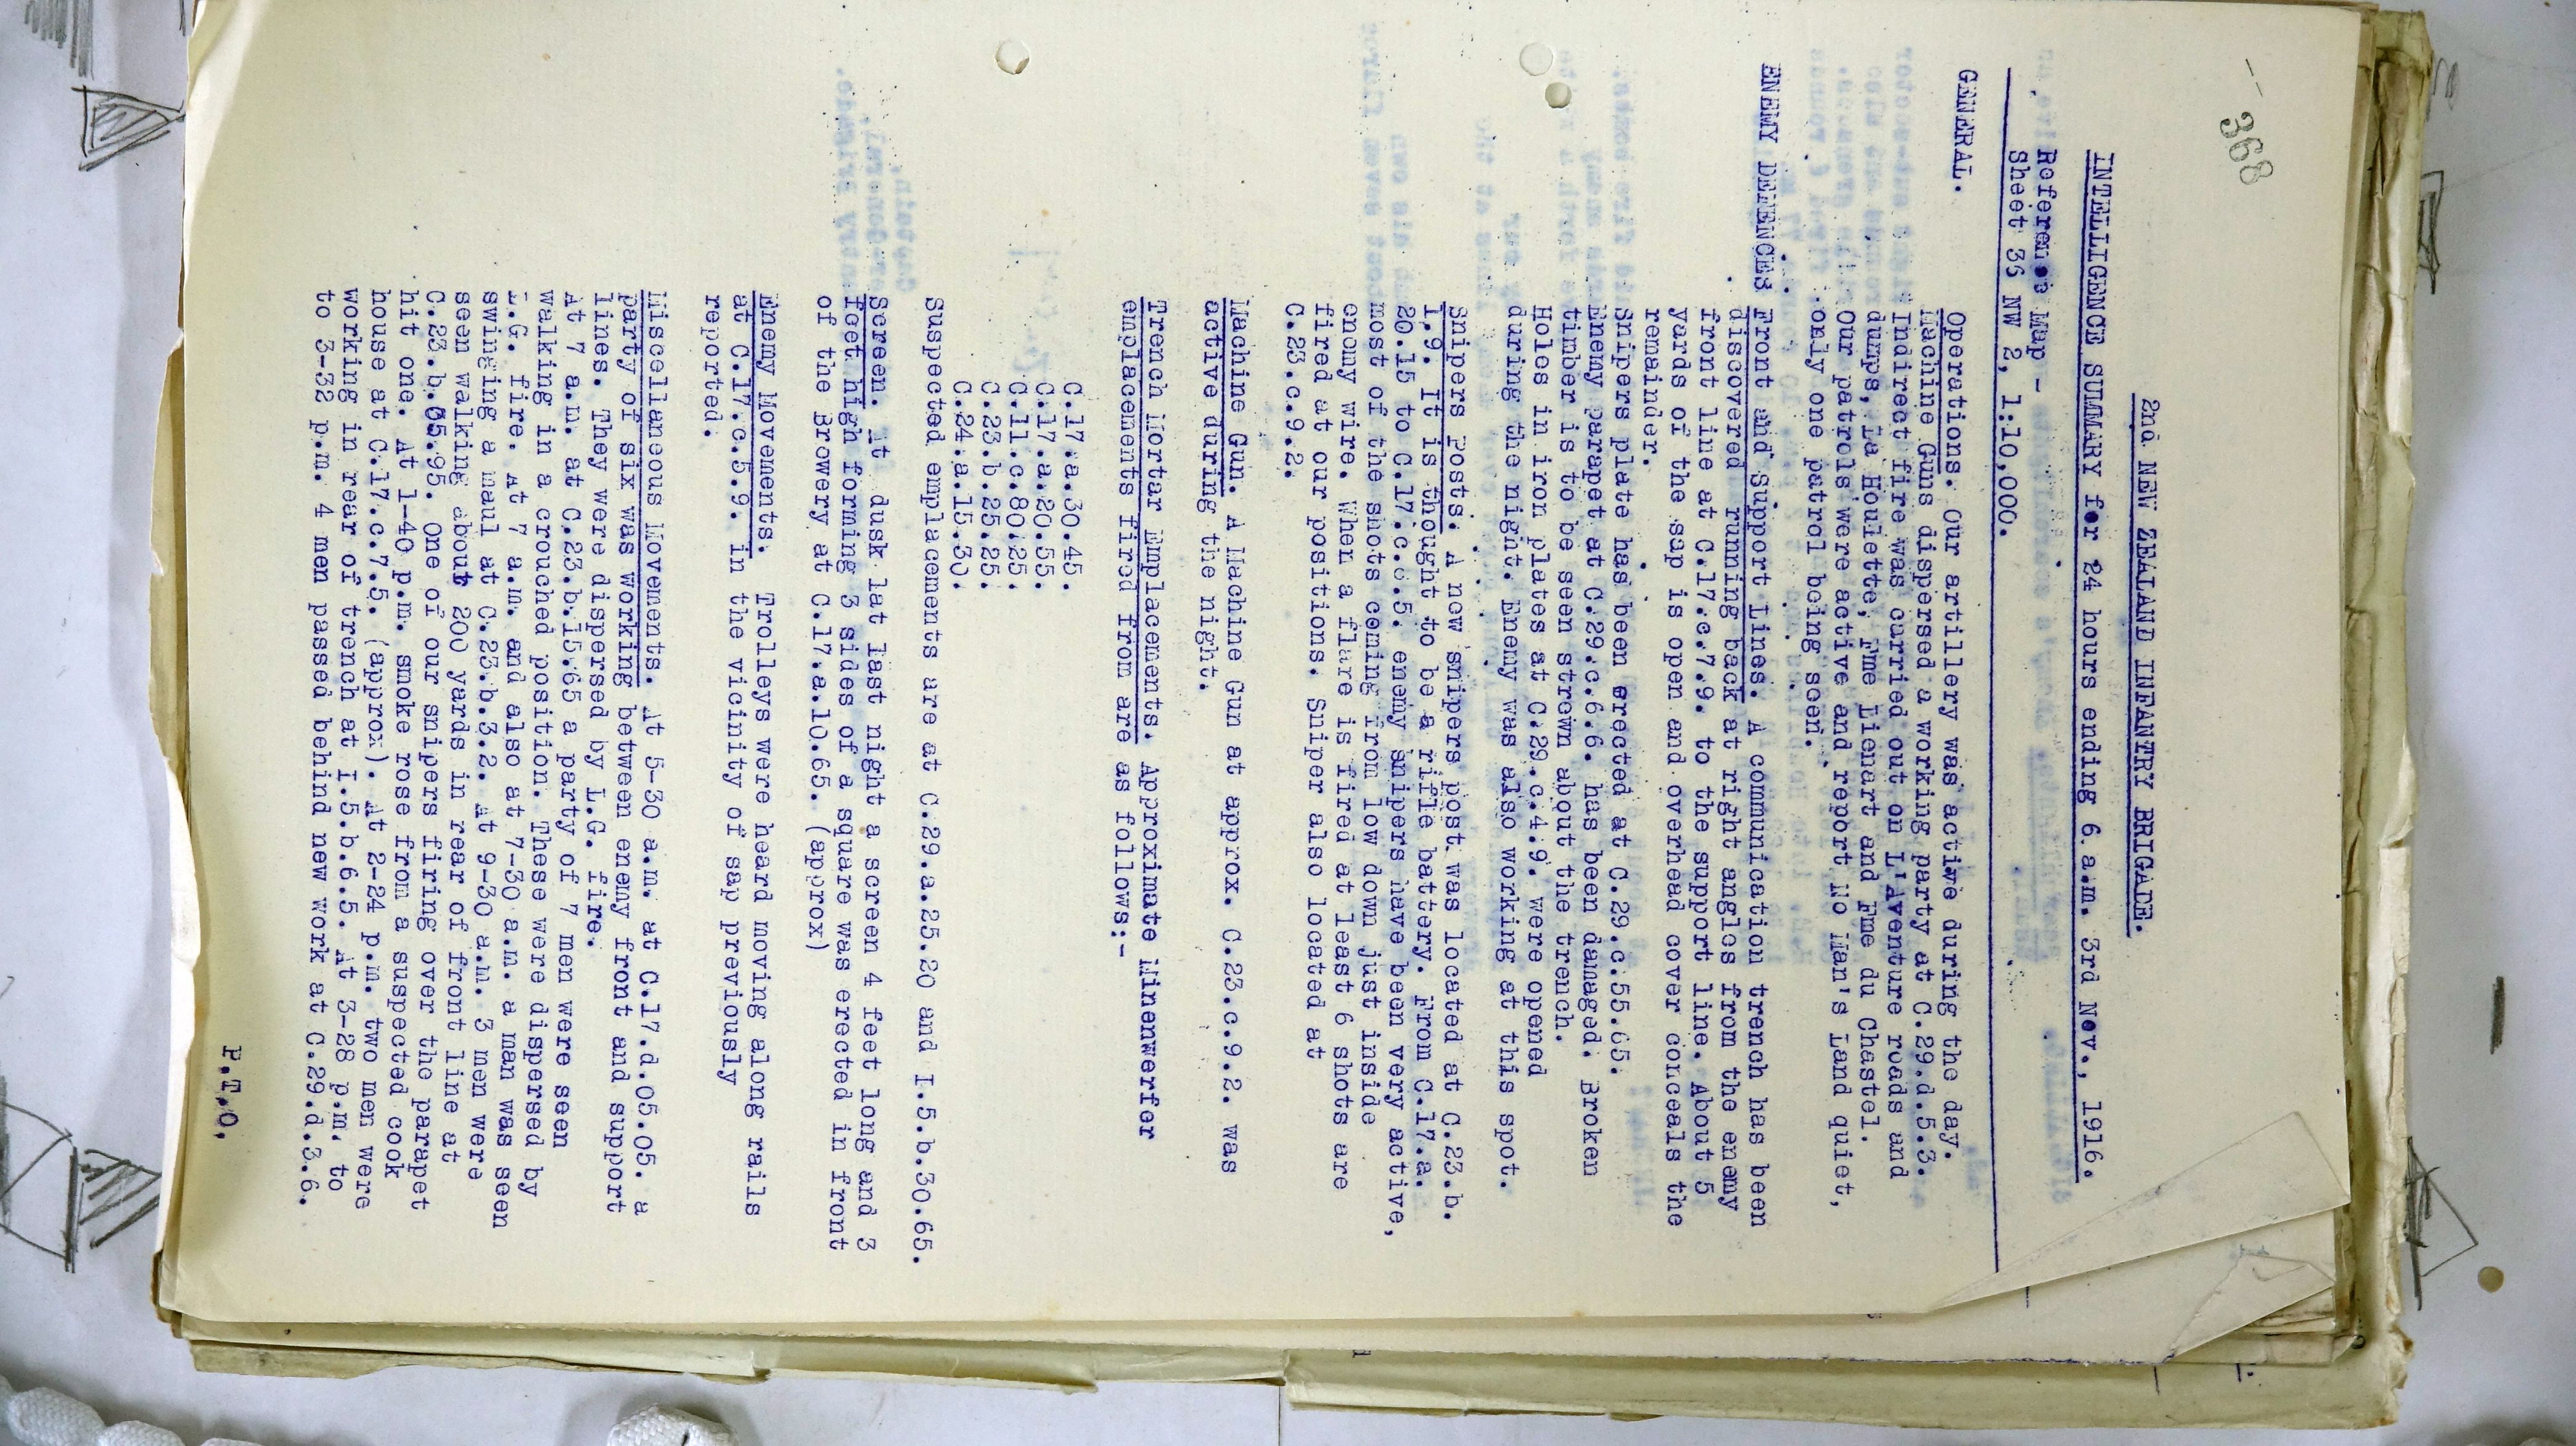 368
2nd NEW ZEALAND INFANTRY BRIGADE.
INTELLIGENCE SUMMARY for 24 hours ending 6.a.m. 3rd Nov., 1916.
Reference Map -
Sheet 36 NW 2, 1:10,000.
GENERAL.
Operations. Our artillery was active during the day.
Machine Guns dispersed a working party at C.29.d.5.3.
Indirect fire was carried out on L'Aventure roads and
dumps, La Houlette, Fme Lienart and Fme du Chastel.
Our patrols were active and report No Man's Land quiet,
only one patrol being seen.
ENEMY DEFENCES Front and Support Lines. A communication trench has been
discovered running back at right angles from the enemy
front line at C.17.c.7.9. to the support line. About 5
yards of the sap is open and overhead cover conceals the
remainder.
Snipers plate has been erected at C.29.c.55.65.
Enemy parapet at C.29.c.6.6. has been damaged. Broken
timber is to be seen strown about the trench.
Holes in iron plates at C.29.c.4.9. were opened
during the night. Enemy was also working at this spot.
Snipers Posts. A new snipers post was located at C.23.b.
1.9. It is thought to be a rifle battery. From C.17.a.
20.15 to C.17.c.c.5. enemy snipers have been very active,
most of the shots coming from low down just inside
enemy wire. When a flare is fired at least 6 shots are
fired at our positions. Sniper also located at
C.23.c.9.2.
Machine Gun. A Machine Gun at approx. C.23.c.9.2. was
active during the night.
Trench Mortar Emplacements. Approximate Minenwerfer
emplacements fired from are as follows:-
C.17.a.30.45.
C.17.a.20.55.
C.11.c.80.25.
C.23.b.25.25.
C.24.a.15.30.
Suspected emplacements are at C.29.a.25.20 and I.5.b.30.65.
Screen. At dusk lat last night a screen 4 feet long and 3
feet high forming 3 sides of a square was erected in front
of the Browery at C.17.a.10.65. (approx)
Enemy Movements. Trolleys were heard moving along rails
at C.17.c.5.9. in the vicinity of sap previously
reported.
Miscellaneous Movements. At 5-30 a.m. at C.17.d.05.05. a
party of six was working between enemy front and support
lines. They were dispersed by L.G. fire.
At 7 a.m. at C.23.b.15.65 a party of 7 men were seen
walking in a crouched position. These were dispersed by
L.G. fire. At 7 a.m. and also at 7-30 a.m. a man was seen
swinging a maul at C.23.b.3.2. At 9-30 a.m. 3 men were
seen walking about 200 yards in rear of front line at
C.23.b.05.95. One of our snipers firing over the parapet
hit one. At 1-40 p.m. smoke rose from a suspected cook
house at C.17.c.7.5. (approx). At 2-24 p.m. two men were
working in rear of trench at I.5.b.6.5. At 3-28 p.m. to
to 3-32 p.m. 4 men passed behind new work at C.29.d.3.6.
P.T.O.